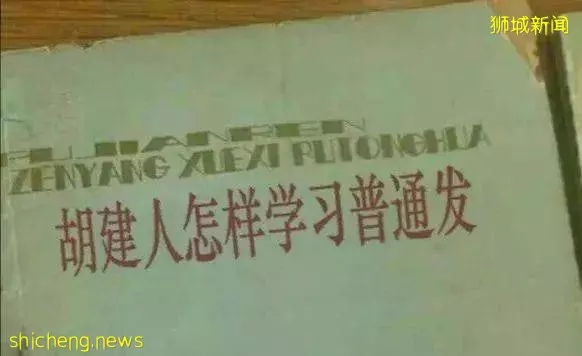 狮城新闻
FUJIANREN
ZENYANG XUEXI PUTONGHUA
胡建人怎样学习普通发
shicheng.news